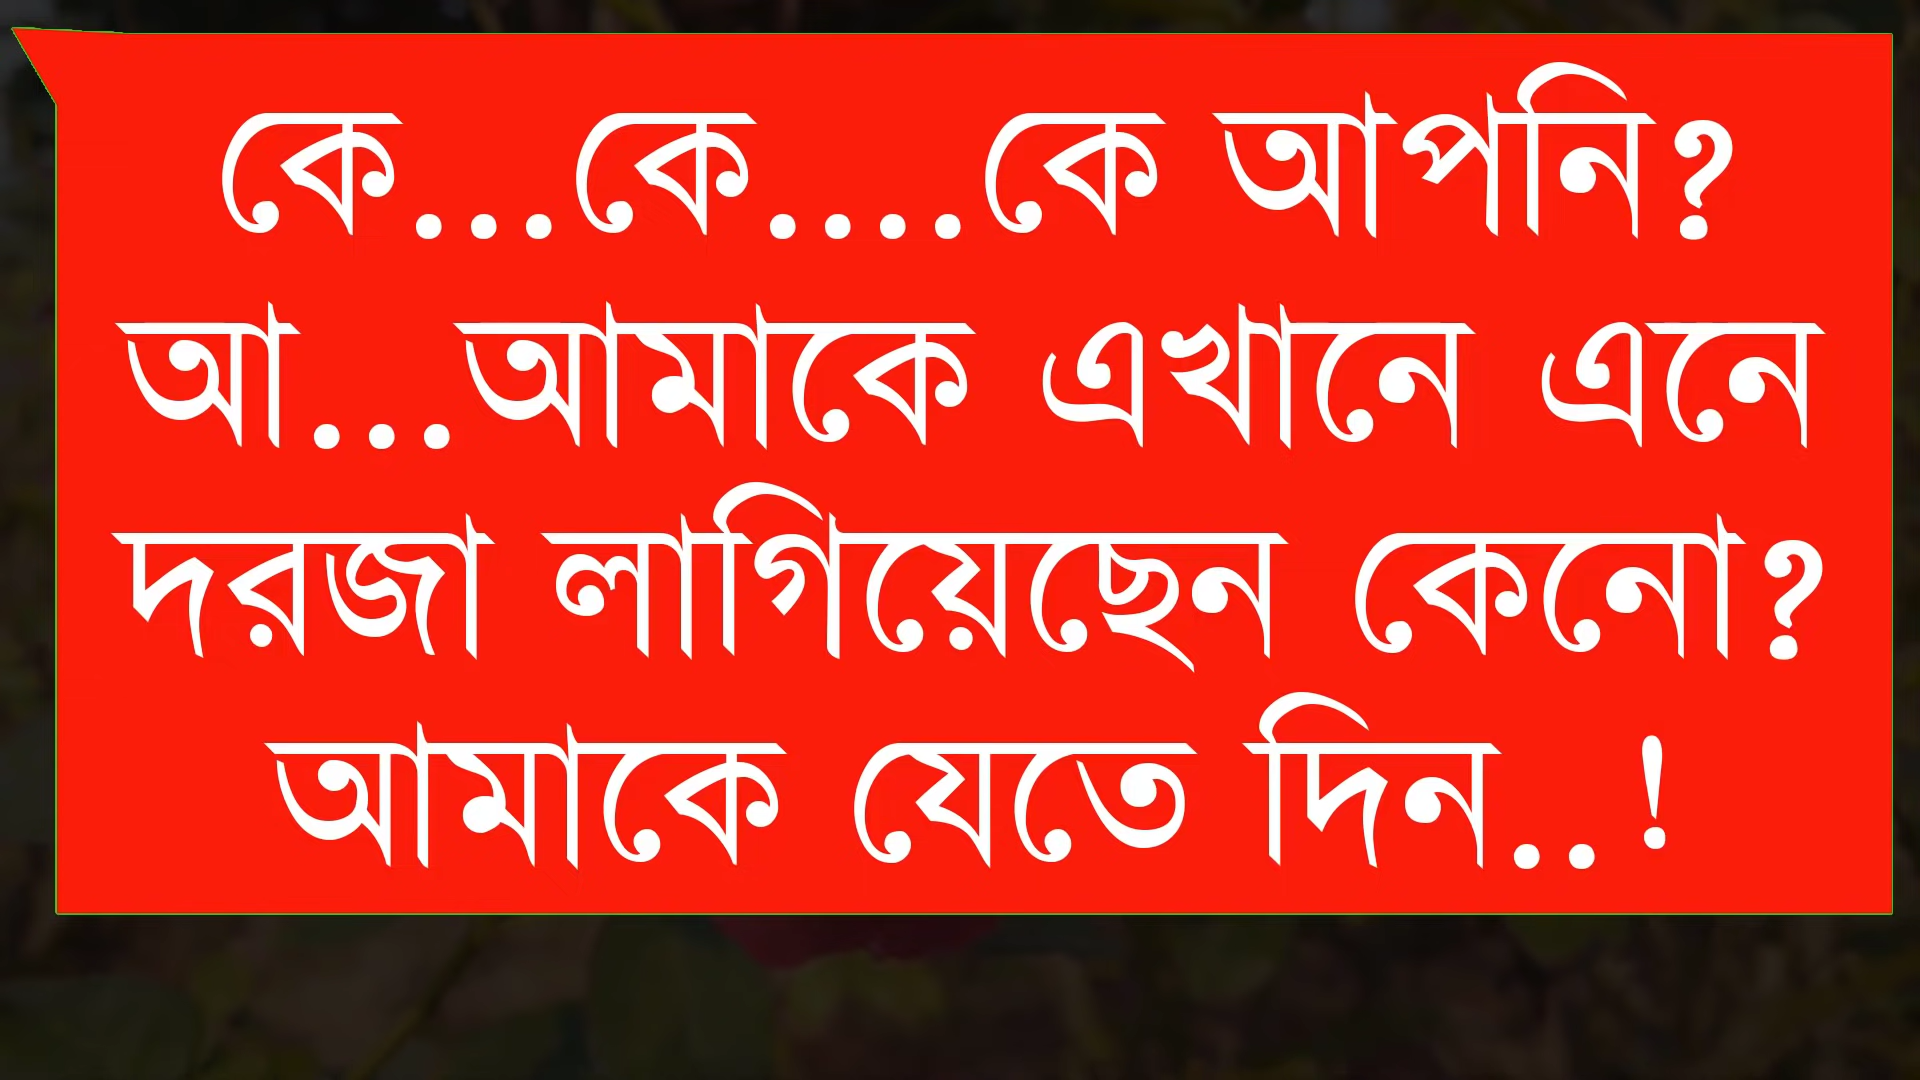 কে...কে....কে আপনি?
আ...আমাকে এখানে এনে
দরজা লাগিয়েছেন কেনো?
আমাকে যেতে দিন..!